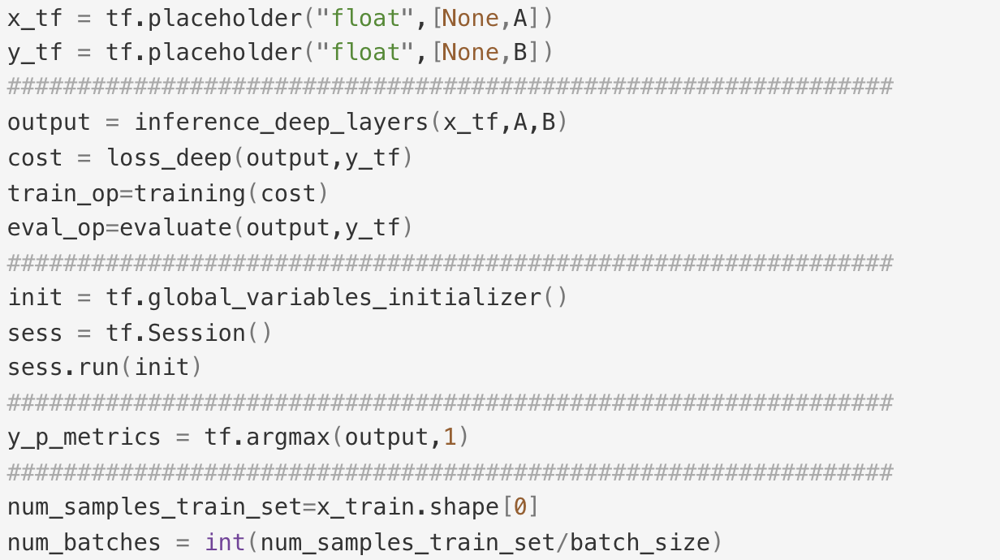 x_tf = tf.placeholder("float",[None,A])
y_tf = tf.placeholder("float",[None,B])
###############################################################
output = inference_deep_layers(x_tf,A,B)
cost = loss_deep(output,y_tf)
train_op=training(cost)
eval_op=evaluate(output,y_tf)
###############################################################
init = tf.global_variables_initializer()
sess = tf.Session()
sess.run(init)
###############################################################
y_p_metrics = tf.argmax(output,1)
###############################################################
num_samples_train_set=x_train.shape[0]
num_batches = int(num_samples_train_set/batch_size)